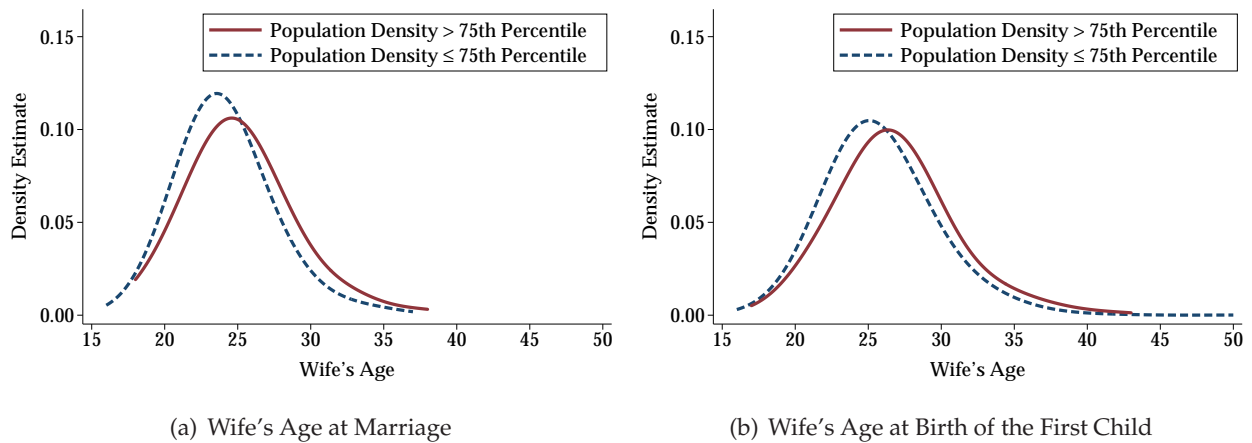 Population Density > 75th Percentile
Population Density ≤ 75th Percentile
0.15
0.10
0.05
0.00
Density Estimate
15 20 25 30 35 40 45 50
Wife's Age
(a) Wife's Age at Marriage
Population Density > 75th Percentile
Population Density ≤ 75th Percentile
0.15
0.10
0.05
0.00
Density Estimate
15 20 25 30 35 40 45 50
Wife's Age
(b) Wife's Age at Birth of the First Child